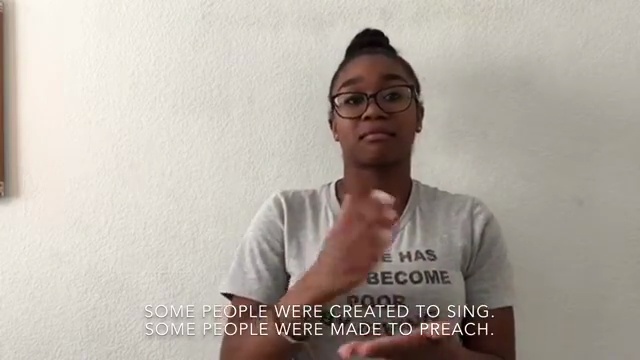 HAS
BECOME
POOR
SOME PEOPLE WERE CREATED TO SING.
SOME PEOPLE WERE MADE TO PREACH.